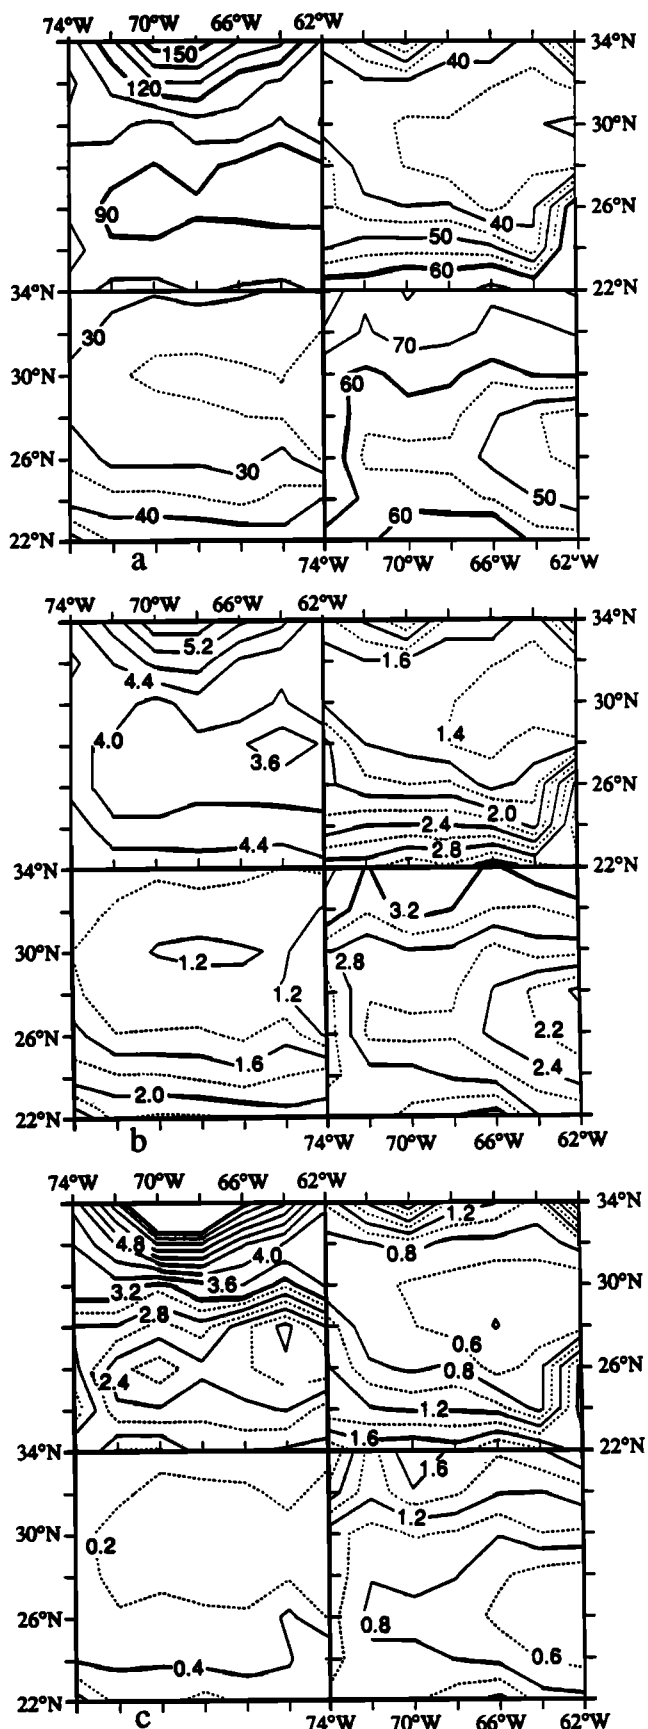 74°W 70°W 66°W 62°W
150 40 34°N
120
30°N
90 40 26°N
50
60
34°N 22°N
30 70
30°N 60
26°N 30
50
40 60
22°N
a 74°W 70°W 66°W 62°W
74°W 70°W 66°W 62°W
34°N
5.2 1.6
4.4
30°N
4.0 1.4
3.6
26°N
2.0
2.4
4.4 2.8
34°N 22°N
3.2
30°N 1.2 2.8
1.2
2.2
26°N
1.6 2.4
2.0
22°N
b 74°W 70°W 66°W 62°W
74°W 70°W 66°W 62°W
1.2 34°N
4.8 4.0 0.8
3.2 3.6 30°N
2.8
0.6
2.4 0.8 26°N
1.2
1.6
34°N 22°N
1.6
1.2
30°N
0.2
26°N 0.8
0.6
0.4
22°N
c 74°W 70°W 66°W 62°W